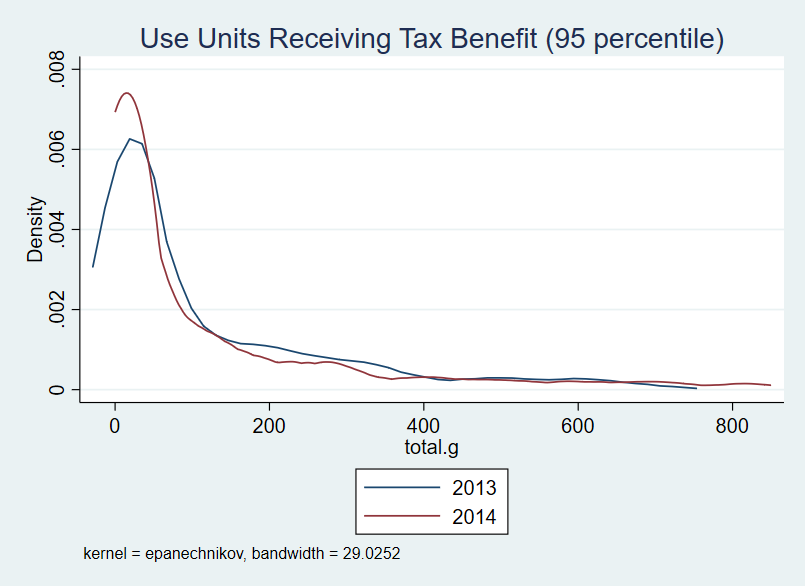 Use Units Receiving Tax Benefit (95 percentile)
Density
.008
.006
.004
.002
0
0 200 400 600 800
total.g
2013
2014
kernel = epanechnikov, bandwidth = 29.0252